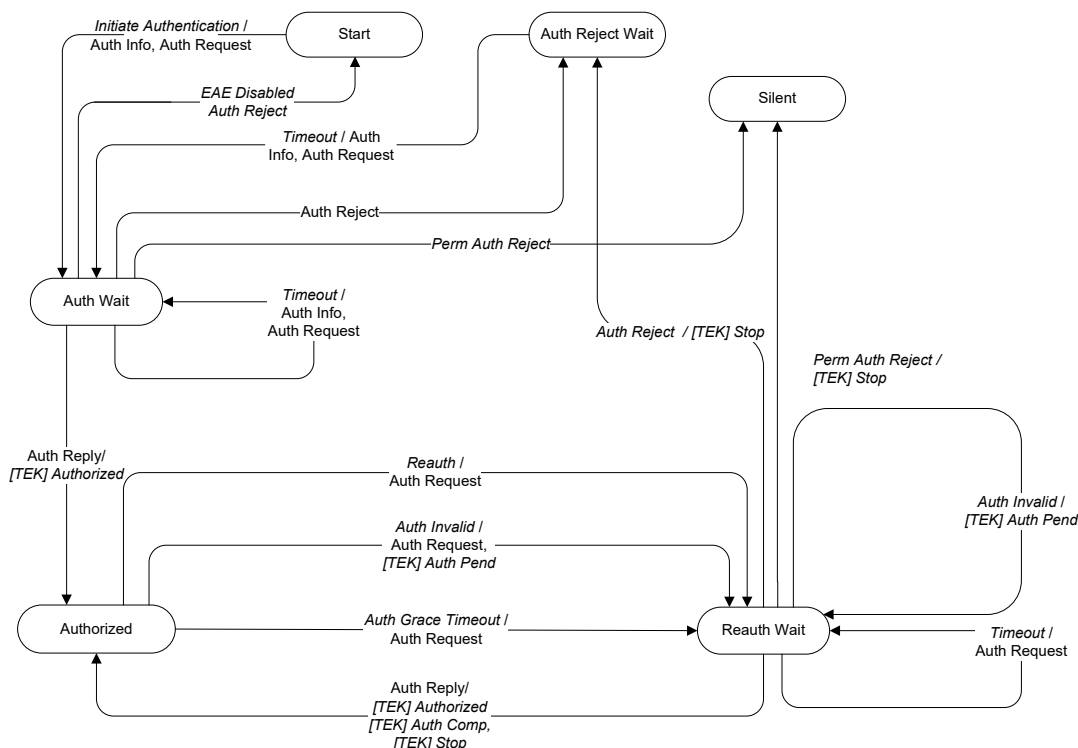 Initiate Authentication /
Auth Info, Auth Request
Start
Auth Reject Wait
EAE Disabled
Auth Reject
Silent
Timeout / Auth
Info, Auth Request
Auth Reject
Perm Auth Reject
Auth Wait
Timeout /
Auth Info,
Auth Request
Auth Reject / [TEK] Stop
Perm Auth Reject /
[TEK] Stop
Auth Reply/
[TEK] Authorized
Reauth /
Auth Request
Auth Invalid /
Auth Request,
[TEK] Auth Pend
Auth Invalid /
[TEK] Auth Pend
Authorized
Auth Grace Timeout /
Auth Request
Reauth Wait
Timeout /
Auth Request
Auth Reply/
[TEK] Authorized
[TEK] Auth Comp,
[TEK] Stop